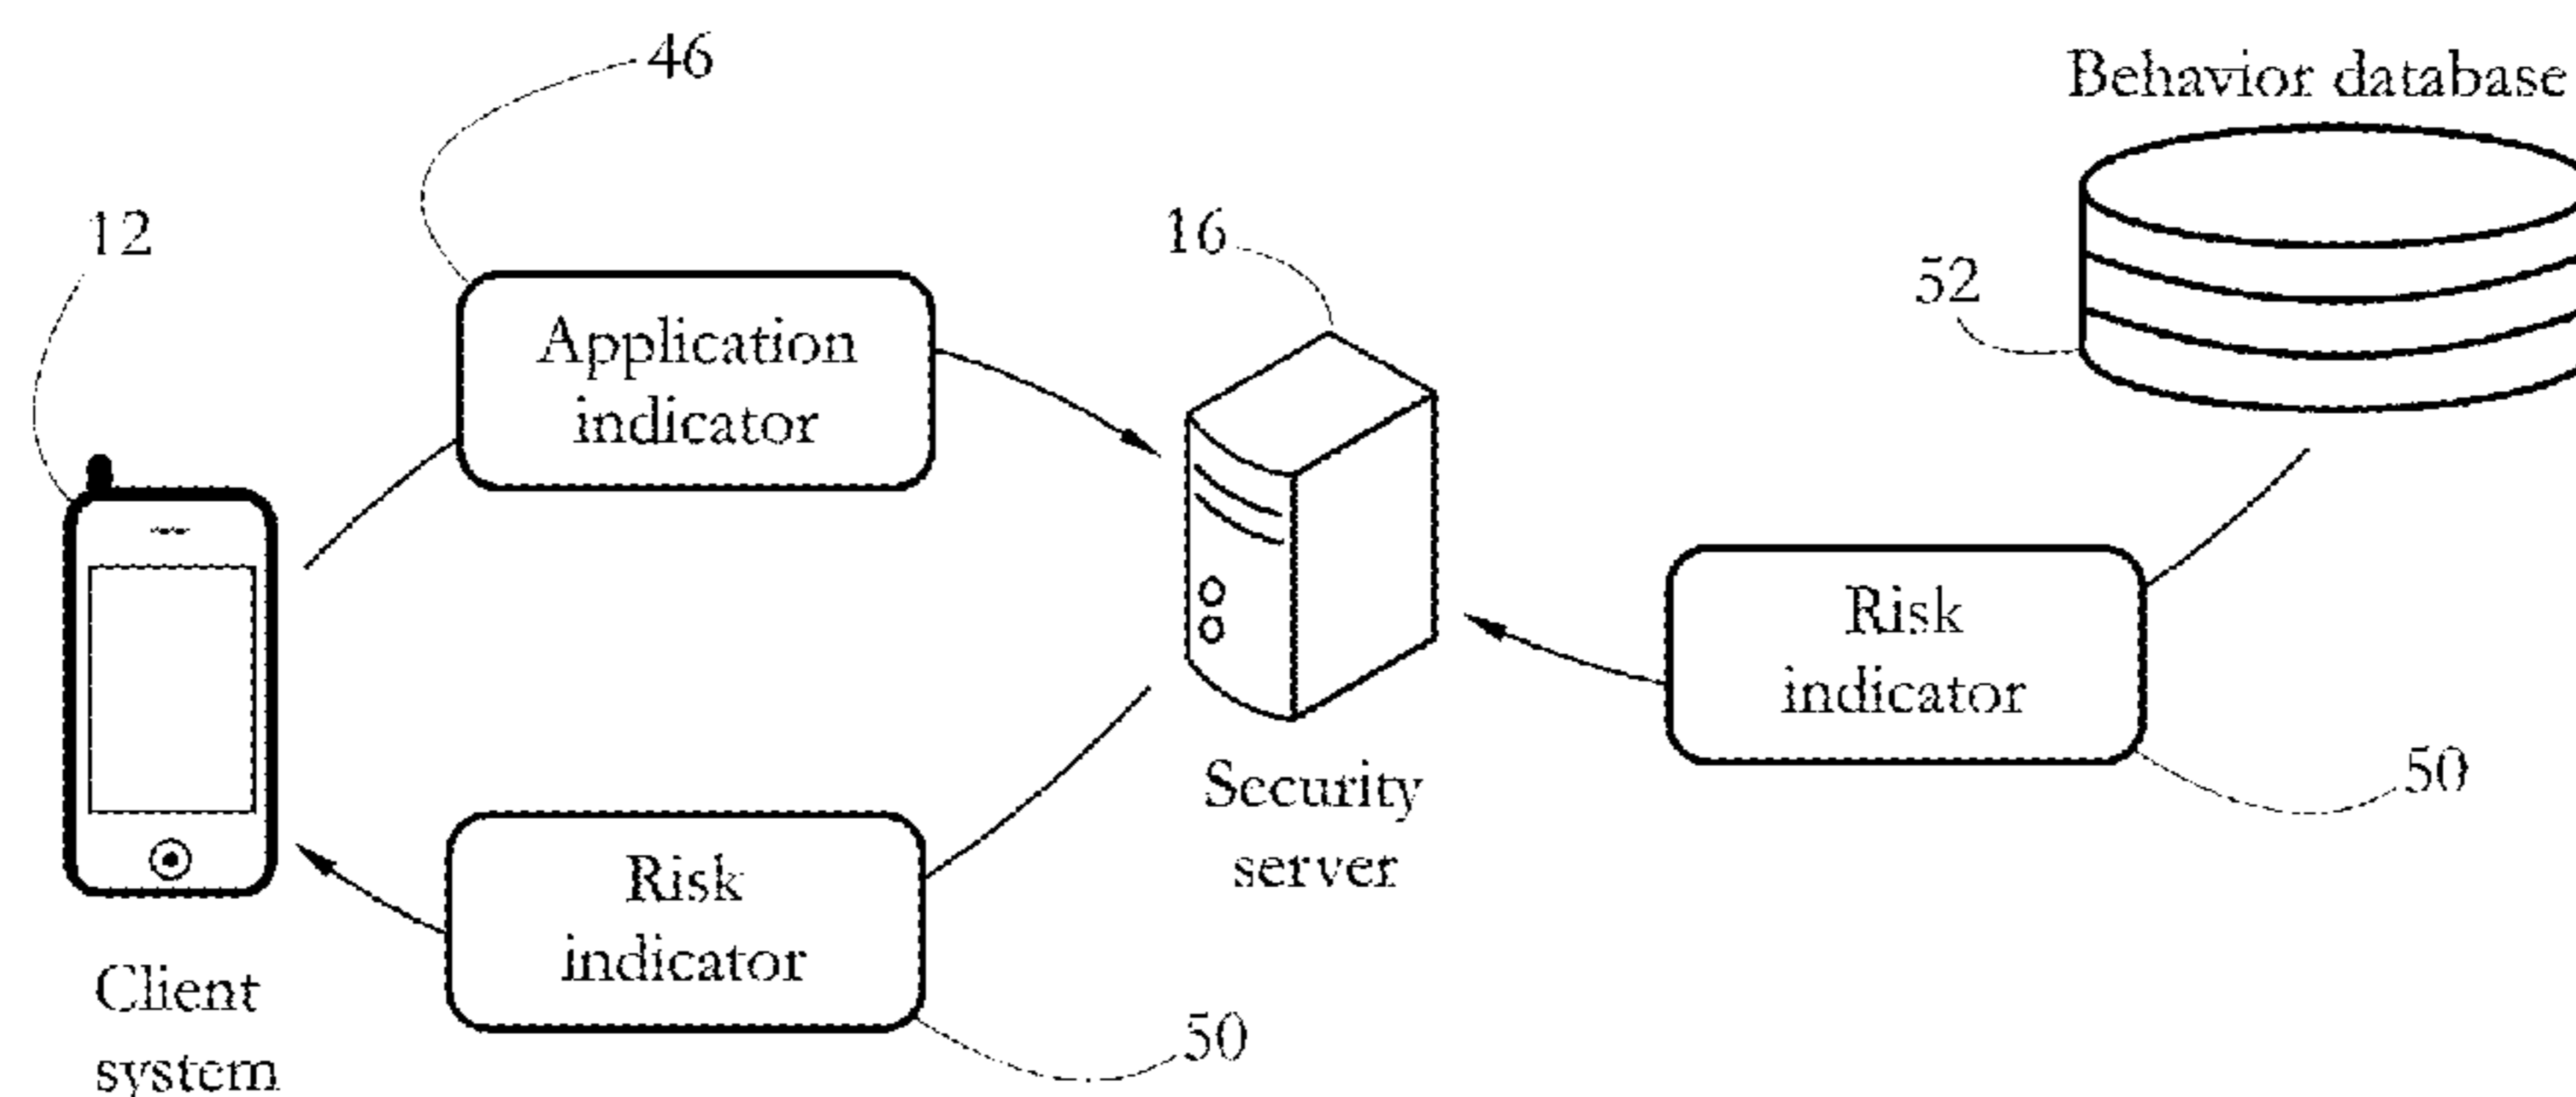 46
Behavior database
12
16
52
Application
indicator
Risk
indicator
50
Security
server
Risk
indicator
50
Client
system